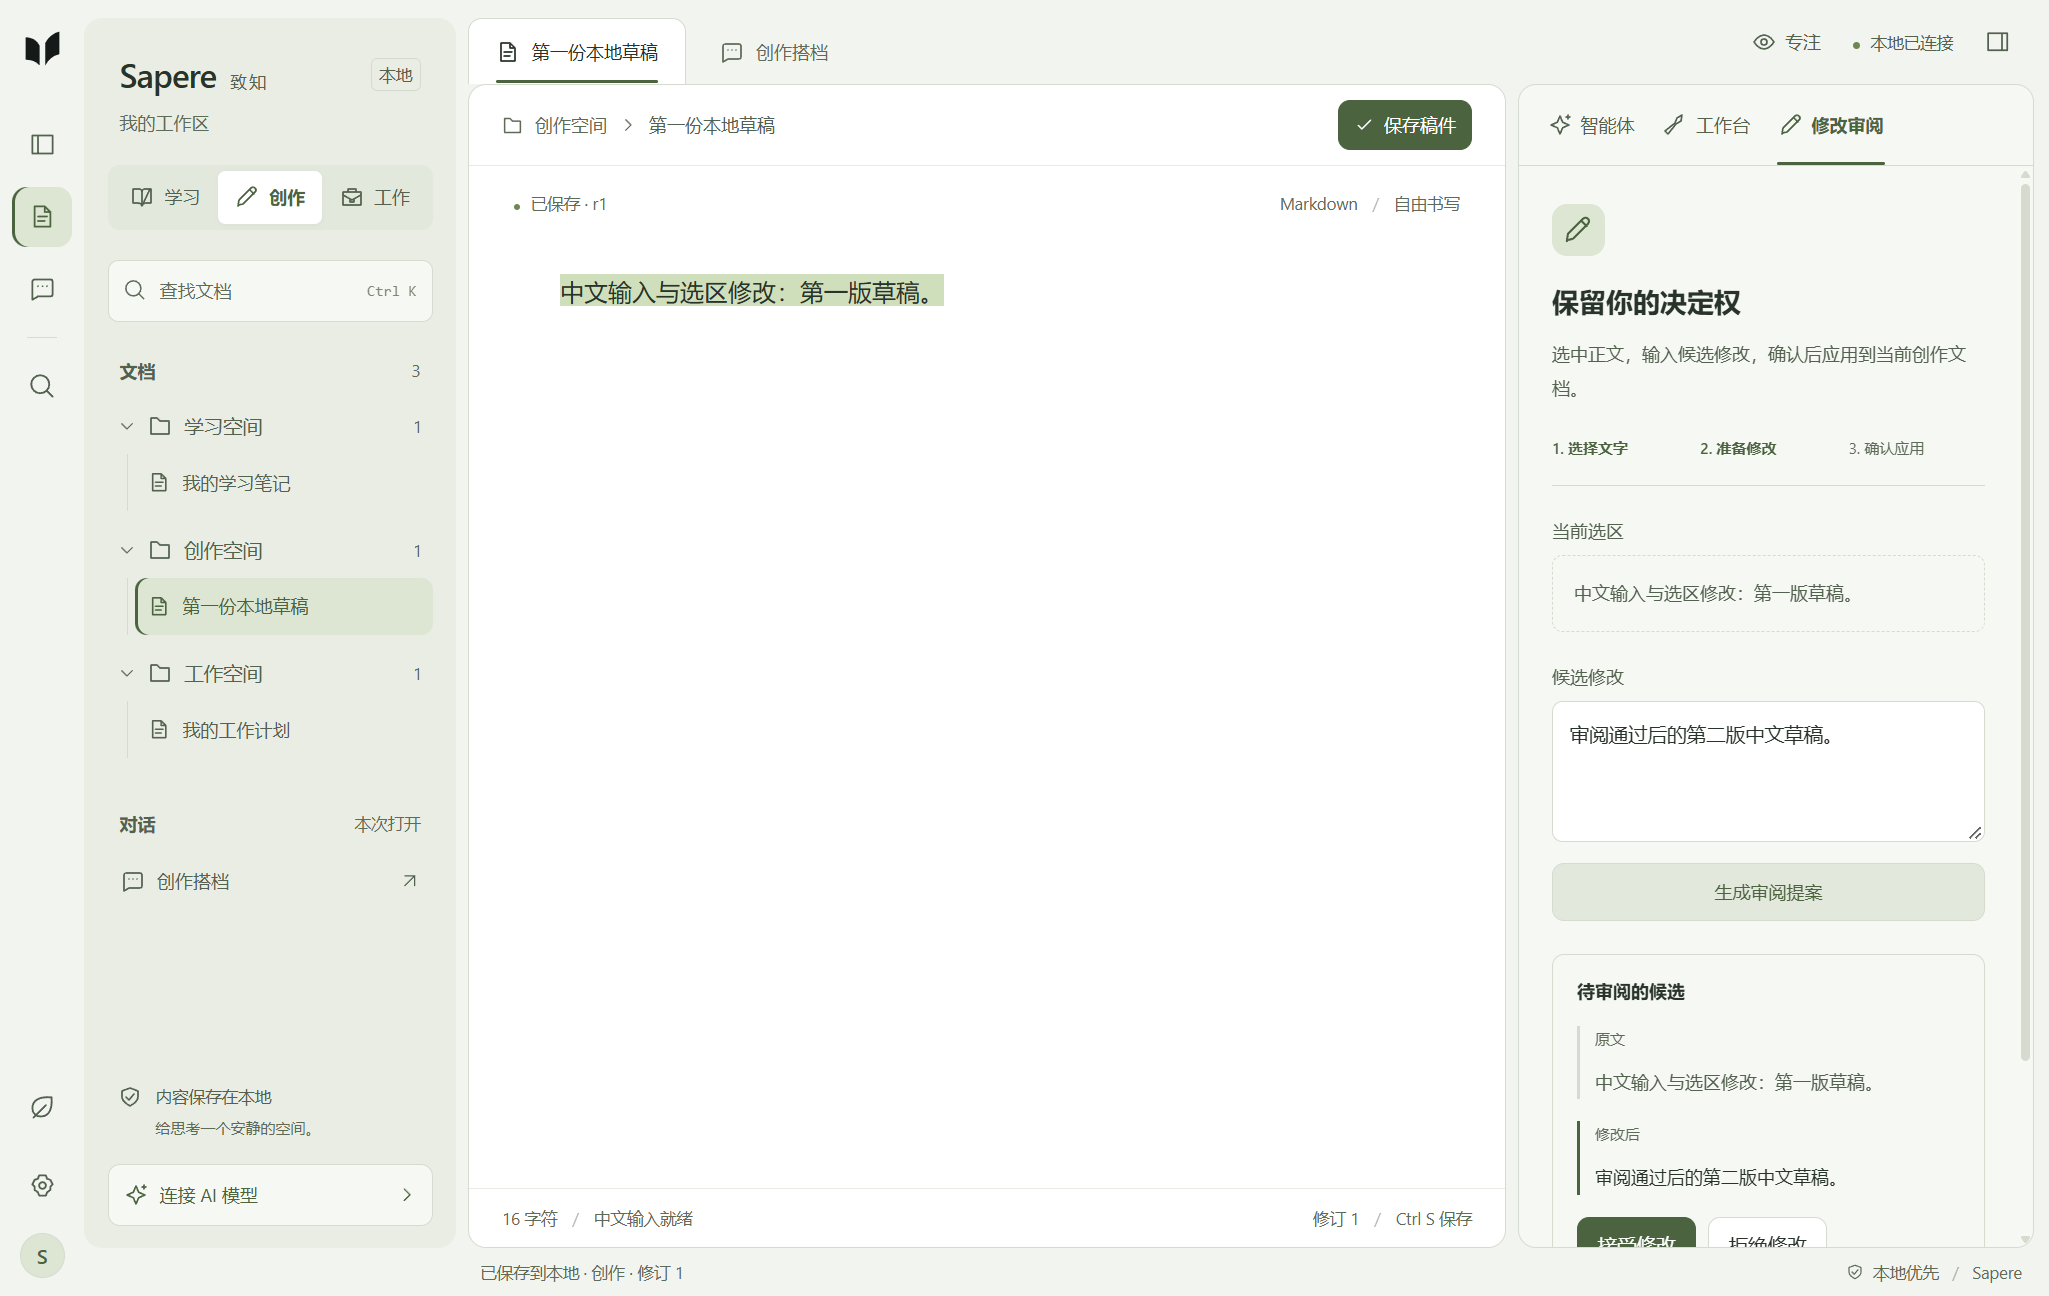 Sapere 致知
本地
我的工作区
学习
创作
工作
查找文档
Ctrl K
文档
3
学习空间
1
我的学习笔记
创作空间
1
第一份本地草稿
工作空间
1
我的工作计划
对话
本次打开
创作搭档
内容保存在本地
给思考一个安静的空间。
连接 AI 模型
S
第一份本地草稿
创作搭档
创作空间 > 第一份本地草稿
保存稿件
已保存 · r1
Markdown / 自由书写
中文输入与选区修改：第一版草稿。
16 字符 / 中文输入就绪
修订 1 / Ctrl S 保存
已保存到本地 · 创作 · 修订 1
专注
本地已连接
智能体
工作台
修改审阅
保留你的决定权
选中正文，输入候选修改，确认后应用到当前创作文
档。
1. 选择文字
2. 准备修改
3. 确认应用
当前选区
中文输入与选区修改：第一版草稿。
候选修改
审阅通过后的第二版中文草稿。
生成审阅提案
待审阅的候选
原文
中文输入与选区修改：第一版草稿。
修改后
审阅通过后的第二版中文草稿。
接受修改
拒绝修改
本地优先 / Sapere